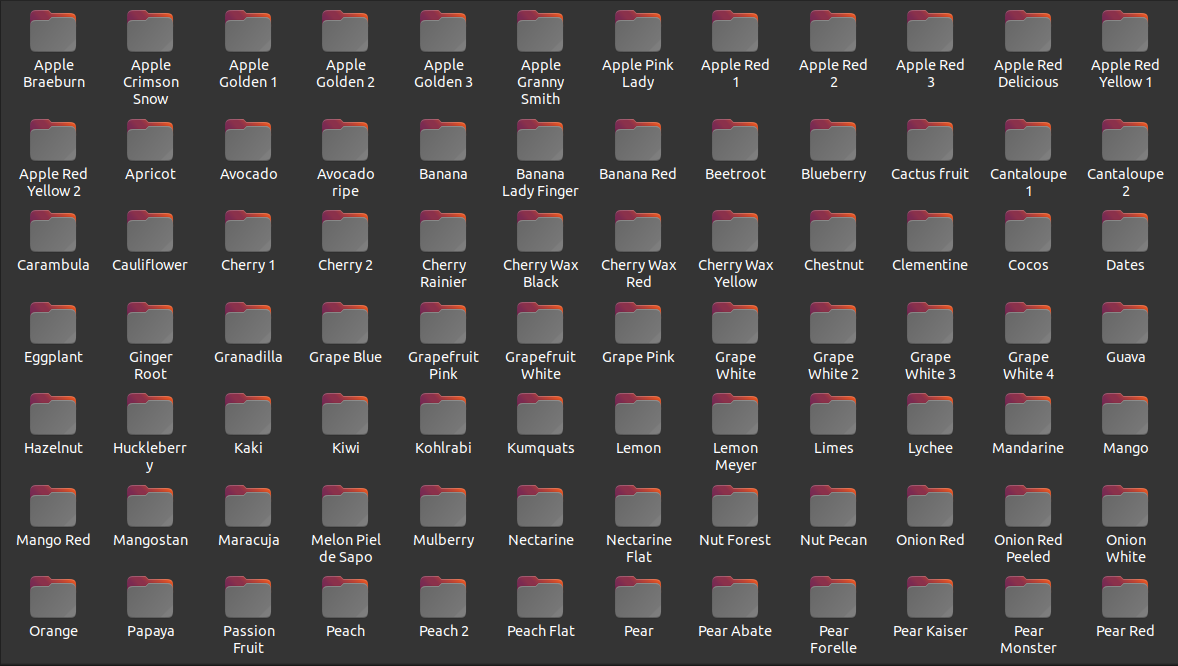 Apple Braeburn
Apple Crimson Snow
Apple Golden 1
Apple Golden 2
Apple Golden 3
Apple Granny Smith
Apple Pink Lady
Apple Red 1
Apple Red 2
Apple Red 3
Apple Red Delicious
Apple Red Yellow 1
Apple Red Yellow 2
Apricot
Avocado
Avocado ripe
Banana
Banana Lady Finger
Banana Red
Beetroot
Blueberry
Cactus fruit
Cantaloupe 1
Cantaloupe 2
Carambula
Cauliflower
Cherry 1
Cherry 2
Cherry Rainier
Cherry Wax Black
Cherry Wax Red
Cherry Wax Yellow
Chestnut
Clementine
Cocos
Dates
Eggplant
Ginger Root
Granadilla
Grape Blue
Grapefruit Pink
Grapefruit White
Grape Pink
Grape White
Grape White 2
Grape White 3
Grape White 4
Guava
Hazelnut
Huckleberry
Kaki
Kiwi
Kohlrabi
Kumquats
Lemon
Lemon Meyer
Limes
Lychee
Mandarine
Mango
Mango Red
Mangostan
Maracuja
Melon Piel de Sapo
Mulberry
Nectarine
Nectarine Flat
Nut Forest
Nut Pecan
Onion Red
Onion Red Peeled
Onion White
Orange
Papaya
Passion Fruit
Peach
Peach 2
Peach Flat
Pear
Pear Abate
Pear Forelle
Pear Kaiser
Pear Monster
Pear Red